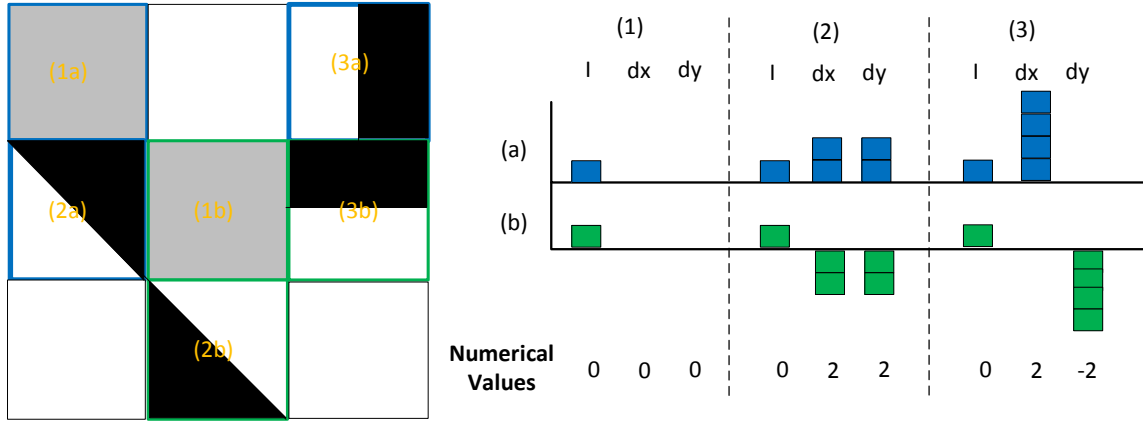 (1a)
(3a)
(2a)
(1b)
(3b)
(2b)
(1) (2) (3)
I dx dy I dx dy I dx dy
(a)
(b)
Numerical
Values
0 0 0 0 2 2 0 2 -2